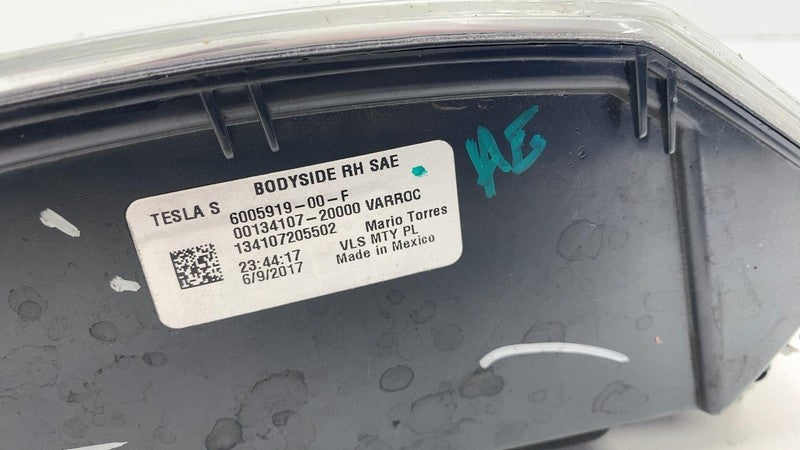 BODYSIDE RH SAE
TESLA S 6005919-00-F
00134107-20000 VARROC
134107205502 Mario Torres
23:44:17 VLS MTY PL
6/9/2017 Made in Mexico
AE